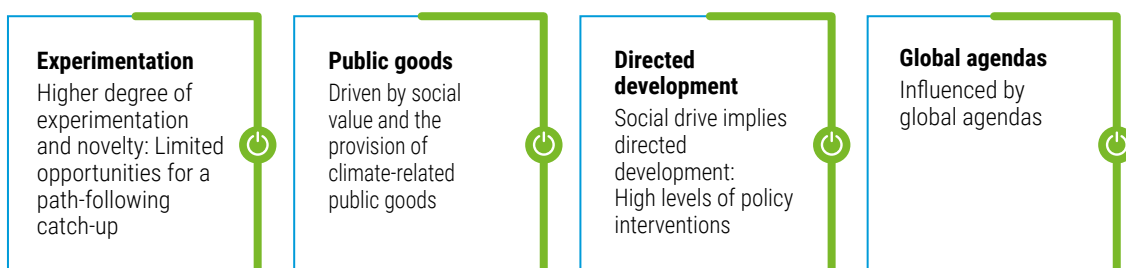 Experimentation
Higher degree of
experimentation
and novelty: Limited
opportunities for a
path-following
catch-up
Public goods
Driven by social
value and the
provision of
climate-related
public goods
Directed
development
Social drive implies
directed
development:
High levels of policy
interventions
Global agendas
Influenced by
global agendas